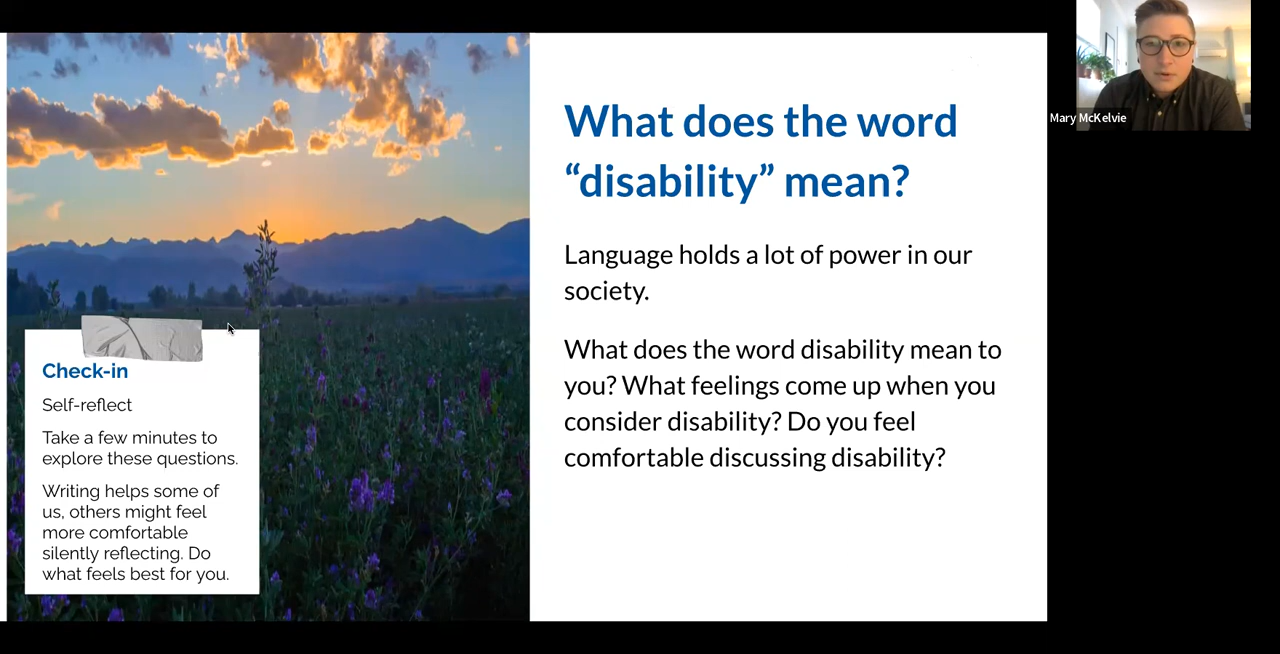 What does the word
“disability” mean?
Language holds a lot of power in our
society.
What does the word disability mean to
you? What feelings come up when you
consider disability? Do you feel
comfortable discussing disability?
Check-in
Self-reflect
Take a few minutes to
explore these questions.
Writing helps some of
us, others might feel
more comfortable
silently reflecting. Do
what feels best for you.
Mary McKelvie